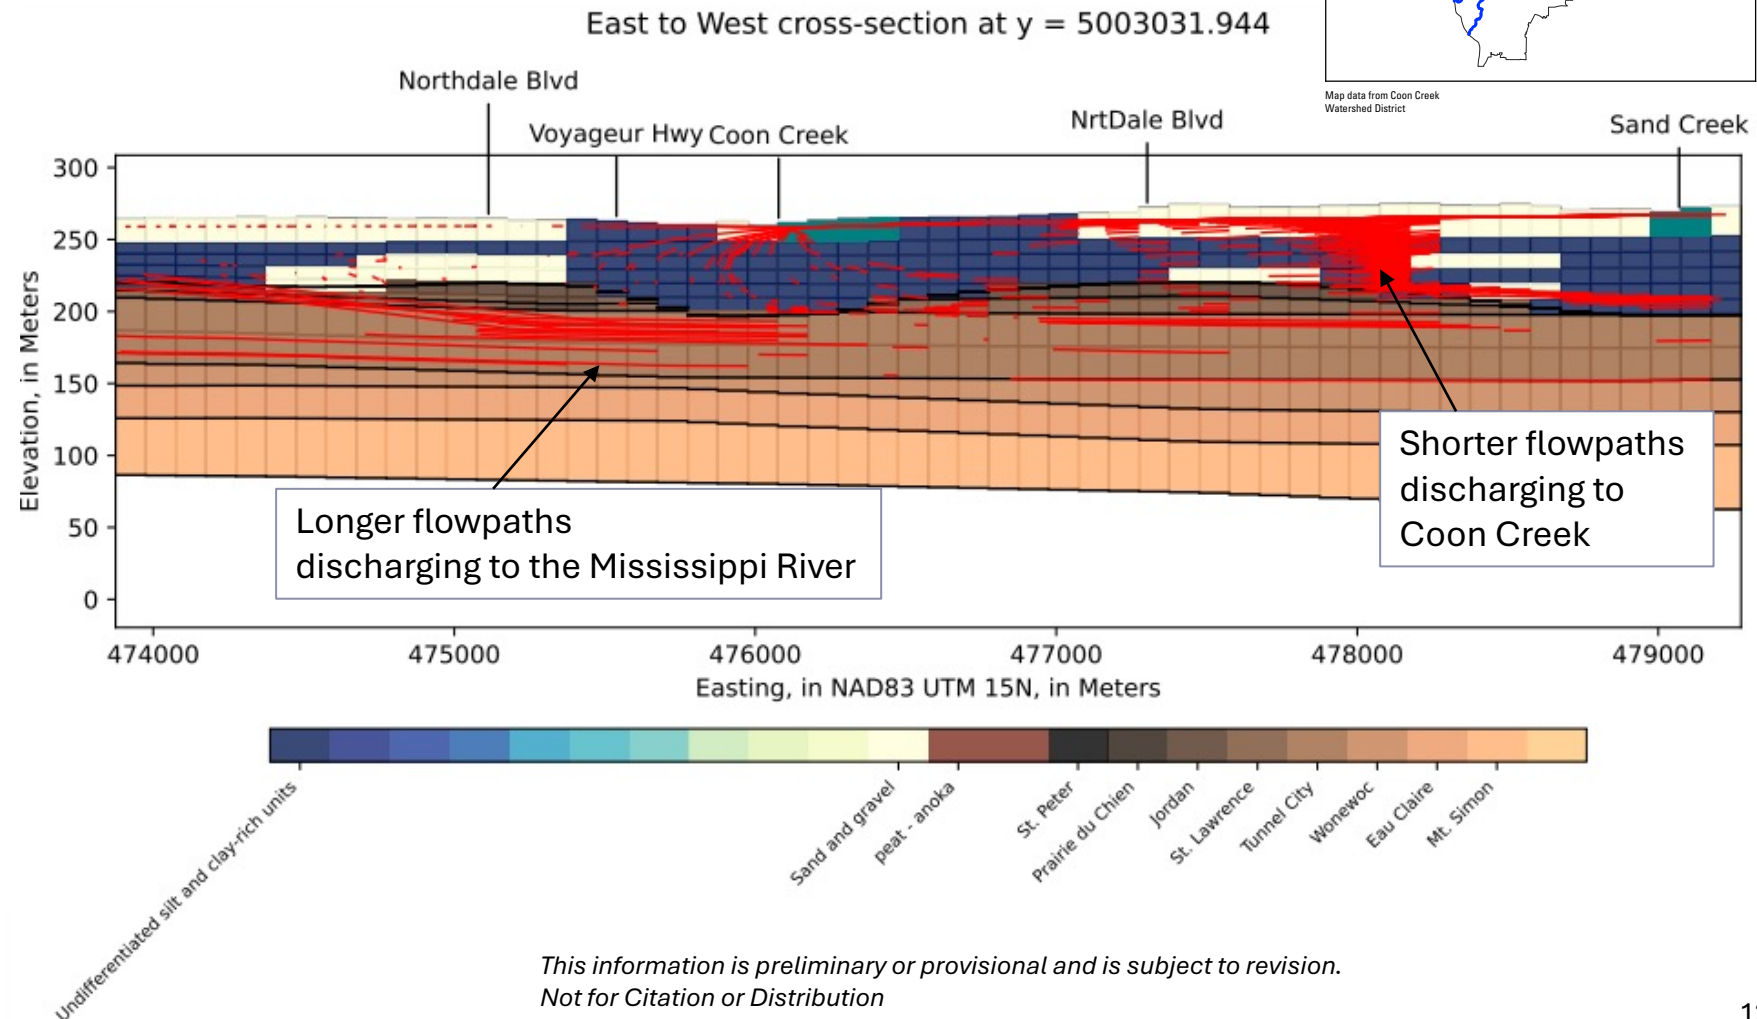 East to West cross-section at y = 5003031.944
Map data from Coon Creek
Watershed District
Northdale Blvd
Voyageur Hwy
Coon Creek
NrtDale Blvd
Sand Creek
300
250
200
150
100
50
0
Elevation, in Meters
Longer flowpaths
discharging to the Mississippi River
Shorter flowpaths
discharging to
Coon Creek
474000
475000
476000
477000
478000
479000
Easting, in NAD83 UTM 15N, in Meters
Undifferentiated silt and clay-rich units
Sand and gravel
peat - anoka
St. Peter
Prairie du Chien
Jordan
St. Lawrence
Tunnel City
Wonewoc
Eau Claire
Mt. Simon
This information is preliminary or provisional and is subject to revision.
Not for Citation or Distribution